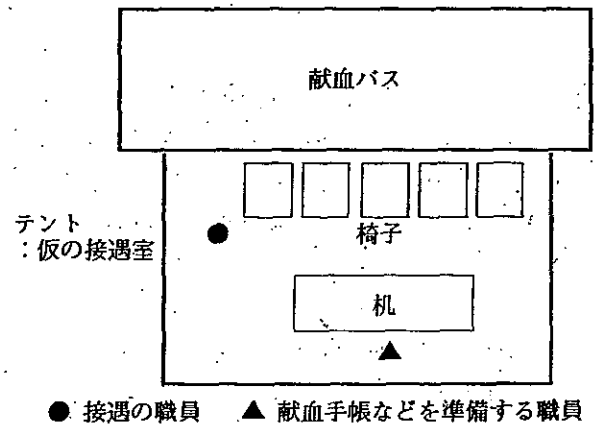 献血バス
椅子
テント
：仮の接遇室
机
● 接遇の職員 ▲ 献血手帳などを準備する職員